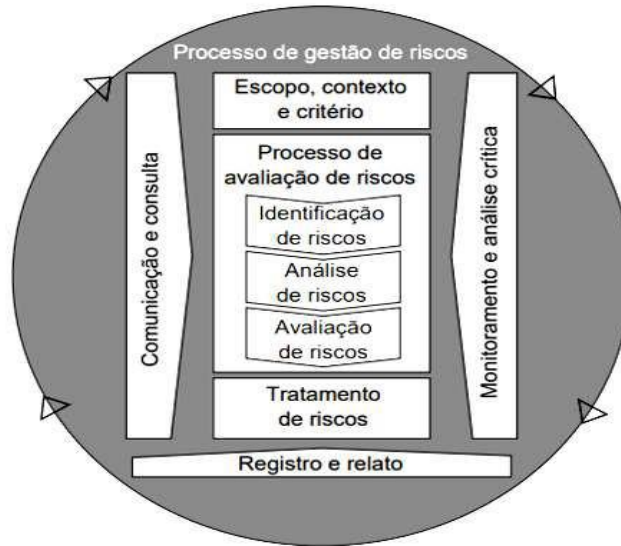 Processo de gestão de riscos
Escopo, contexto
e critério
Processo de
avaliação de riscos
Identificação
de riscos
Análise
de riscos
Avaliação
de riscos
Tratamento
de riscos
Comunicação e consulta
Monitoramento e análise crítica
Registro e relato